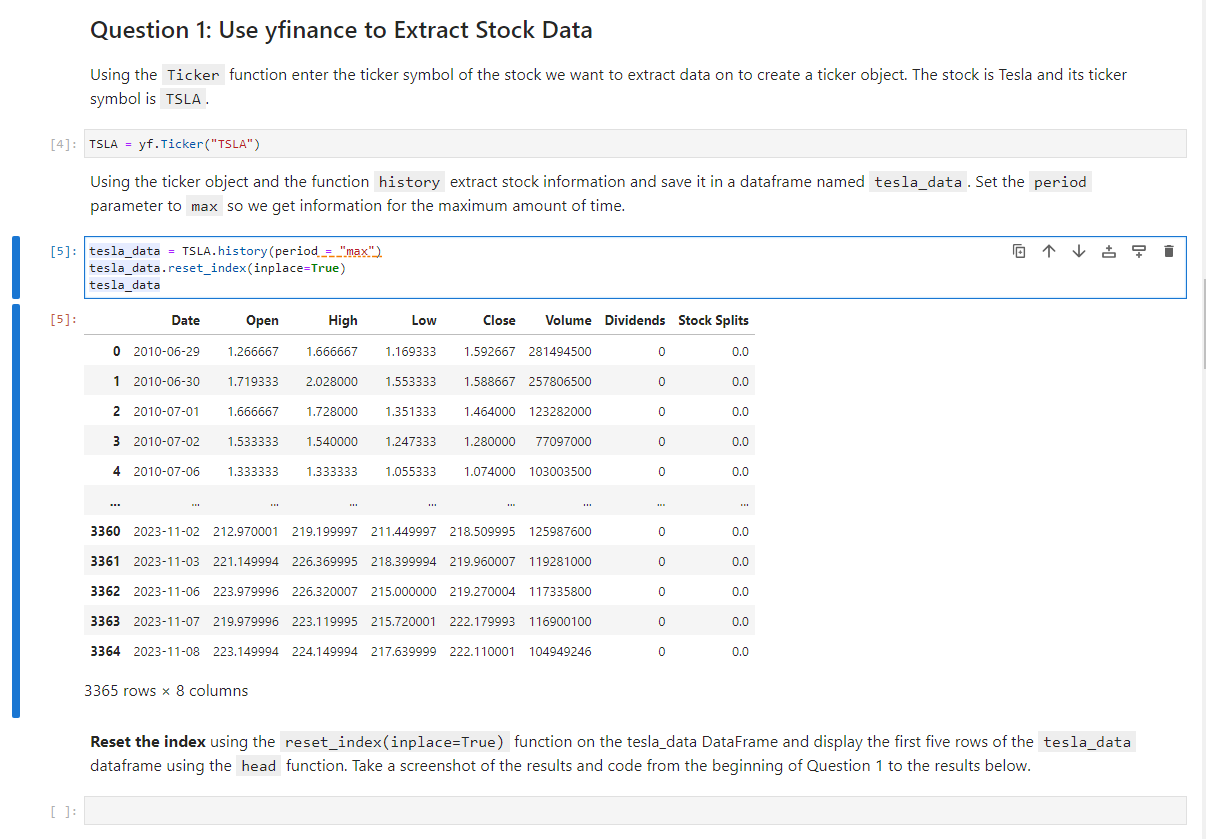 Question 1: Use yfinance to Extract Stock Data
Using the Ticker function enter the ticker symbol of the stock we want to extract data on to create a ticker object. The stock is Tesla and its ticker
symbol is TSLA .
[4]: TSLA = yf.Ticker("TSLA")
Using the ticker object and the function history extract stock information and save it in a dataframe named tesla_data . Set the period
parameter to max so we get information for the maximum amount of time.
[5]: tesla_data = TSLA.history(period = "max")
tesla_data.reset_index(inplace=True)
tesla_data
[5]: Date Open High Low Close Volume Dividends Stock Splits
0 2010-06-29 1.266667 1.666667 1.169333 1.592667 281494500 0 0.0
1 2010-06-30 1.719333 2.028000 1.553333 1.588667 257806500 0 0.0
2 2010-07-01 1.666667 1.728000 1.351333 1.464000 123282000 0 0.0
3 2010-07-02 1.533333 1.540000 1.247333 1.280000 77097000 0 0.0
4 2010-07-06 1.333333 1.333333 1.055333 1.074000 103003500 0 0.0
... ... ... ... ... ... ... ... ...
3360 2023-11-02 212.970001 219.199997 211.449997 218.509995 125987600 0 0.0
3361 2023-11-03 221.149994 226.369995 218.399994 219.960007 119281000 0 0.0
3362 2023-11-06 223.979996 226.320007 215.000000 219.270004 117335800 0 0.0
3363 2023-11-07 219.979996 223.119995 215.720001 222.179993 116900100 0 0.0
3364 2023-11-08 223.149994 224.149994 217.639999 222.110001 104949246 0 0.0
3365 rows × 8 columns
Reset the index using the reset_index(inplace=True) function on the tesla_data DataFrame and display the first five rows of the tesla_data
dataframe using the head function. Take a screenshot of the results and code from the beginning of Question 1 to the results below.
[ ]: